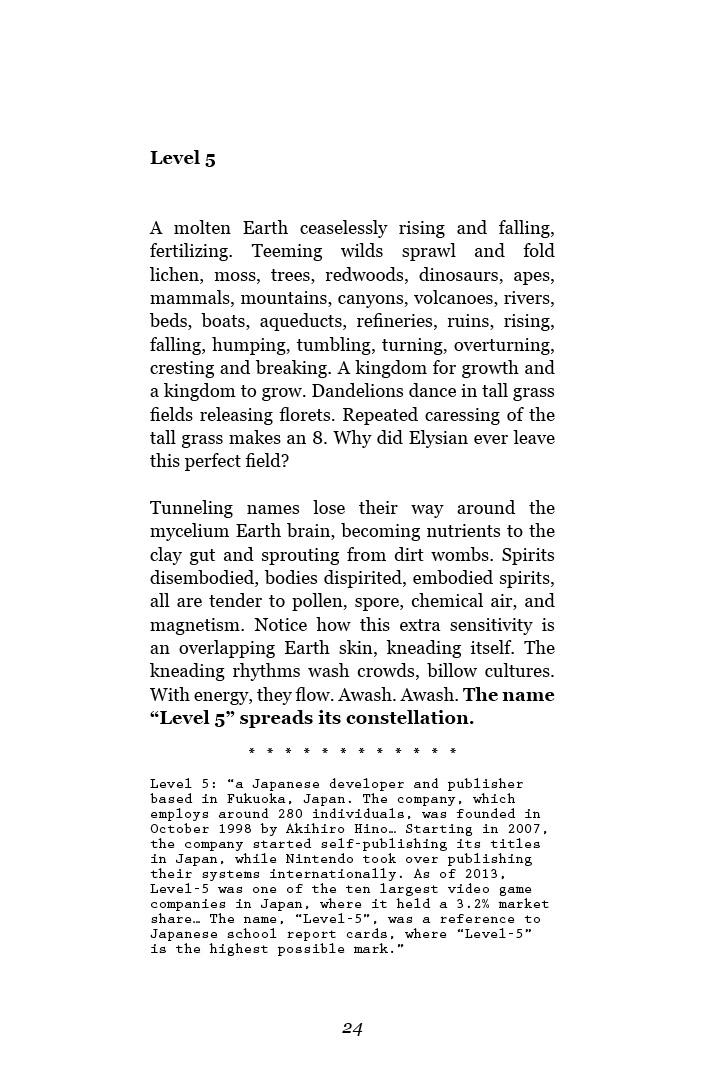 Level 5
A molten Earth ceaselessly rising and falling,
fertilizing. Teeming wilds sprawl and fold
lichen, moss, trees, redwoods, dinosaurs, apes,
mammals, mountains, canyons, volcanoes, rivers,
beds, boats, aqueducts, refineries, ruins, rising,
falling, humping, tumbling, turning, overturning,
cresting and breaking. A kingdom for growth and
a kingdom to grow. Dandelions dance in tall grass
fields releasing florets. Repeated caressing of the
tall grass makes an 8. Why did Elysian ever leave
this perfect field?
Tunneling names lose their way around the
mycelium Earth brain, becoming nutrients to the
clay gut and sprouting from dirt wombs. Spirits
disembodied, bodies dispirited, embodied spirits,
all are tender to pollen, spore, chemical air, and
magnetism. Notice how this extra sensitivity is
an overlapping Earth skin, kneading itself. The
kneading rhythms wash crowds, billow cultures.
With energy, they flow. Awash. Awash. The name
“Level 5” spreads its constellation.
* * * * * * * * * * * *
Level 5: “a Japanese developer and publisher
based in Fukuoka, Japan. The company, which
employs around 280 individuals, was founded in
October 1998 by Akihiro Hino… Starting in 2007,
the company started self-publishing its titles
in Japan, while Nintendo took over publishing
their systems internationally. As of 2013,
Level-5 was one of the ten largest video game
companies in Japan, where it held a 3.2% market
share… The name, “Level-5”, was a reference to
Japanese school report cards, where “Level-5”
is the highest possible mark.”
24